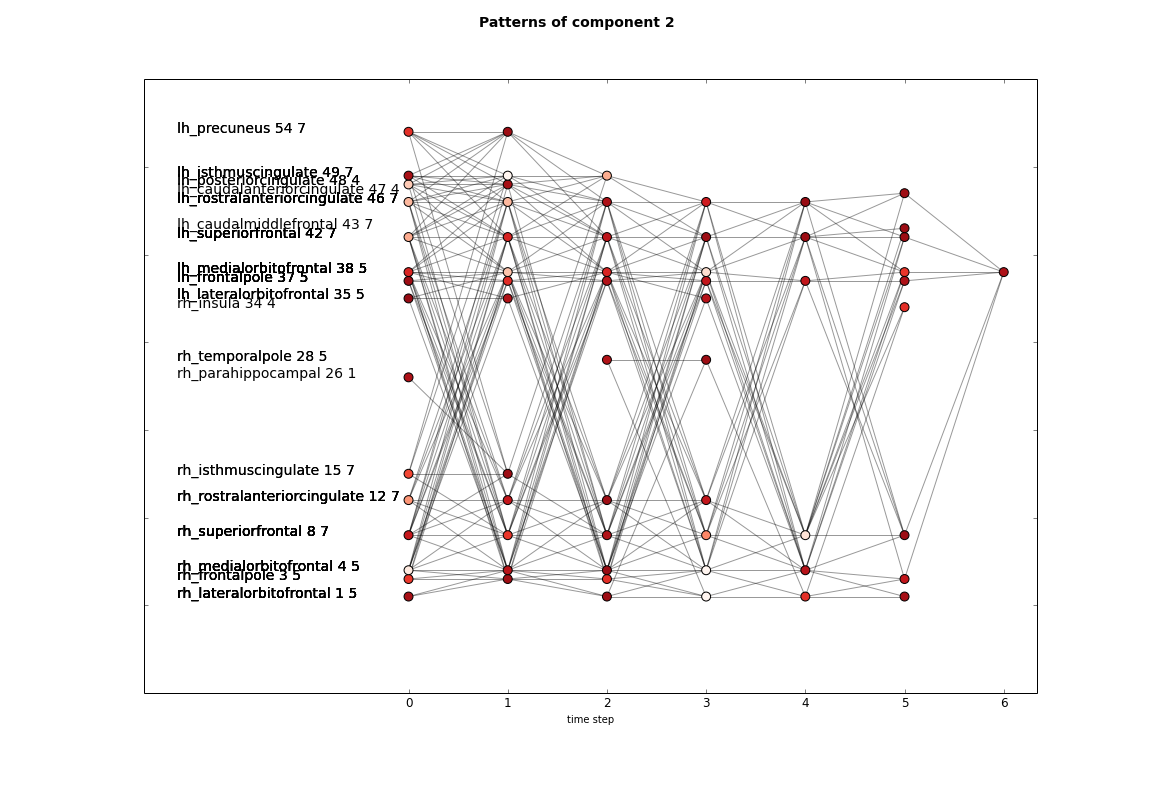 Patterns of component 2
lh_precuneus 54 7
lh_isthmuscingulate 49 7
lh_posteriorcingulate 48 4
lh_caudalanteriorcingulate 47 4
lh_rostralanteriorcingulate 46 7
lh_caudalmiddlefrontal 43 7
lh_superiorfrontal 42 7
lh_medialorbitofrontal 38 5
lh_frontalpole 37 5
lh_lateralorbitofrontal 35 5
rh_insula 34 4
rh_temporalpole 28 5
rh_parahippocampal 26 1
rh_isthmuscingulate 15 7
rh_rostralanteriorcingulate 12 7
rh_superiorfrontal 8 7
rh_medialorbitofrontal 4 5
rh_frontalpole 3 5
rh_lateralorbitofrontal 1 5
0 1 2 3 4 5 6
time step